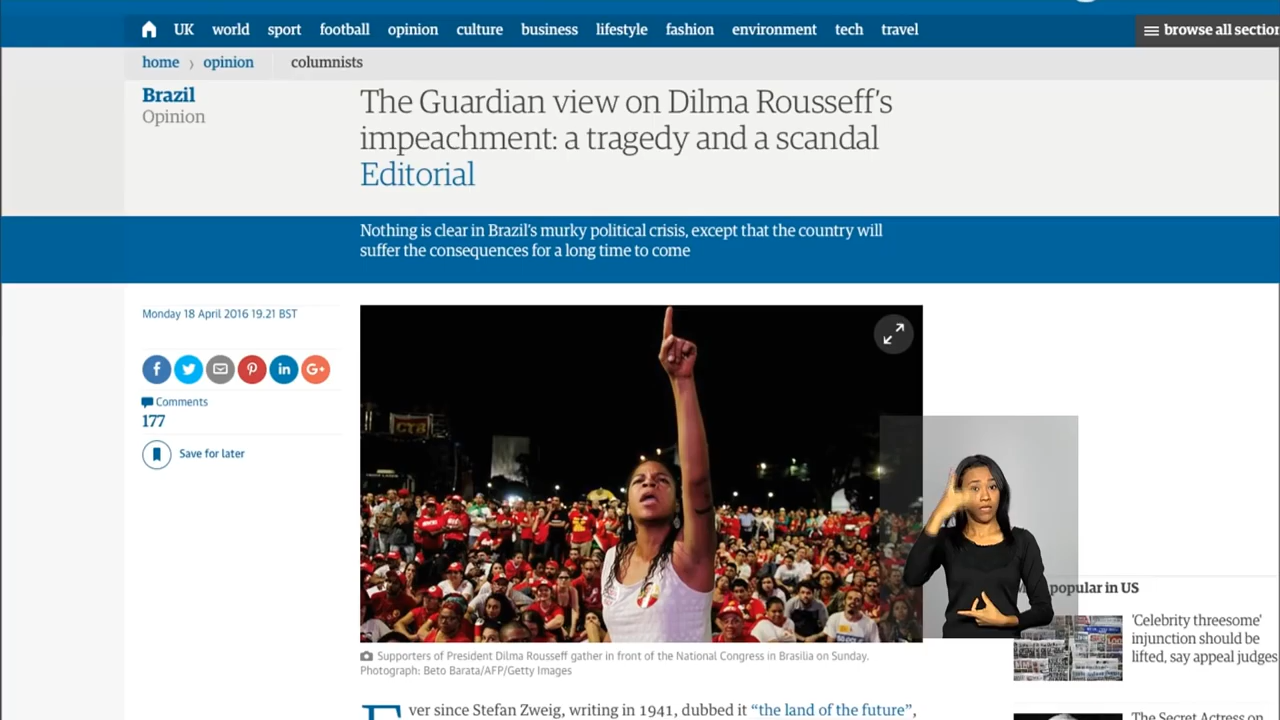 UK world sport football opinion culture business lifestyle fashion environment tech travel browse all section
home › opinion columnists
Brazil
Opinion
The Guardian view on Dilma Rousseff's
impeachment: a tragedy and a scandal
Editorial
Nothing is clear in Brazil's murky political crisis, except that the country will
suffer the consequences for a long time to come
Monday 18 April 2016 19.21 BST
Comments
177
Save for later
CTB
Supporters of President Dilma Rousseff gather in front of the National Congress in Brasilia on Sunday.
Photograph: Beto Barata/AFP/Getty Images
Ever since Stefan Zweig, writing in 1941, dubbed it “the land of the future”,
popular in US
'Celebrity threesome'
injunction should be
lifted, say appeal judges
The Secret Actress on